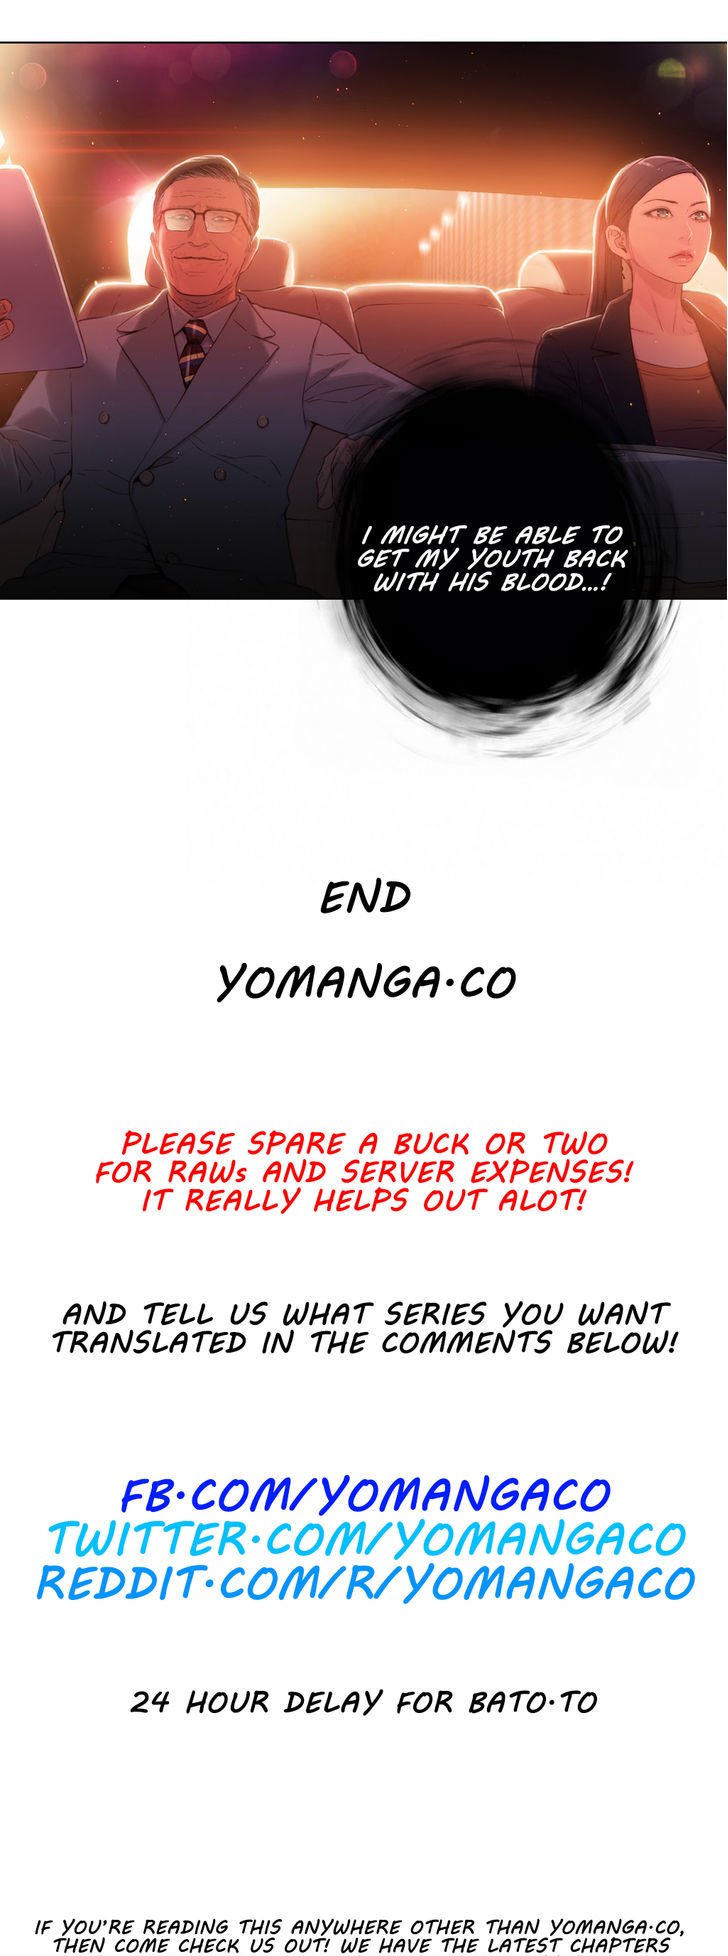 I MIGHT BE ABLE TO
GET MY YOUTH BACK
WITH HIS BLOOD...!
END
YOMANGA.CO
PLEASE SPARE A BUCK OR TWO
FOR RAWs AND SERVER EXPENSES!
IT REALLY HELPS OUT ALOT!
AND TELL US WHAT SERIES YOU WANT
TRANSLATED IN THE COMMENTS BELOW!
FB.COM/YOMANGACO
TWITTER.COM/YOMANGACO
REDDIT.COM/R/YOMANGACO
24 HOUR DELAY FOR BATO.TO
IF YOU'RE READING THIS ANYWHERE OTHER THAN YOMANGA.CO,
THEN COME CHECK US OUT! WE HAVE THE LATEST CHAPTERS